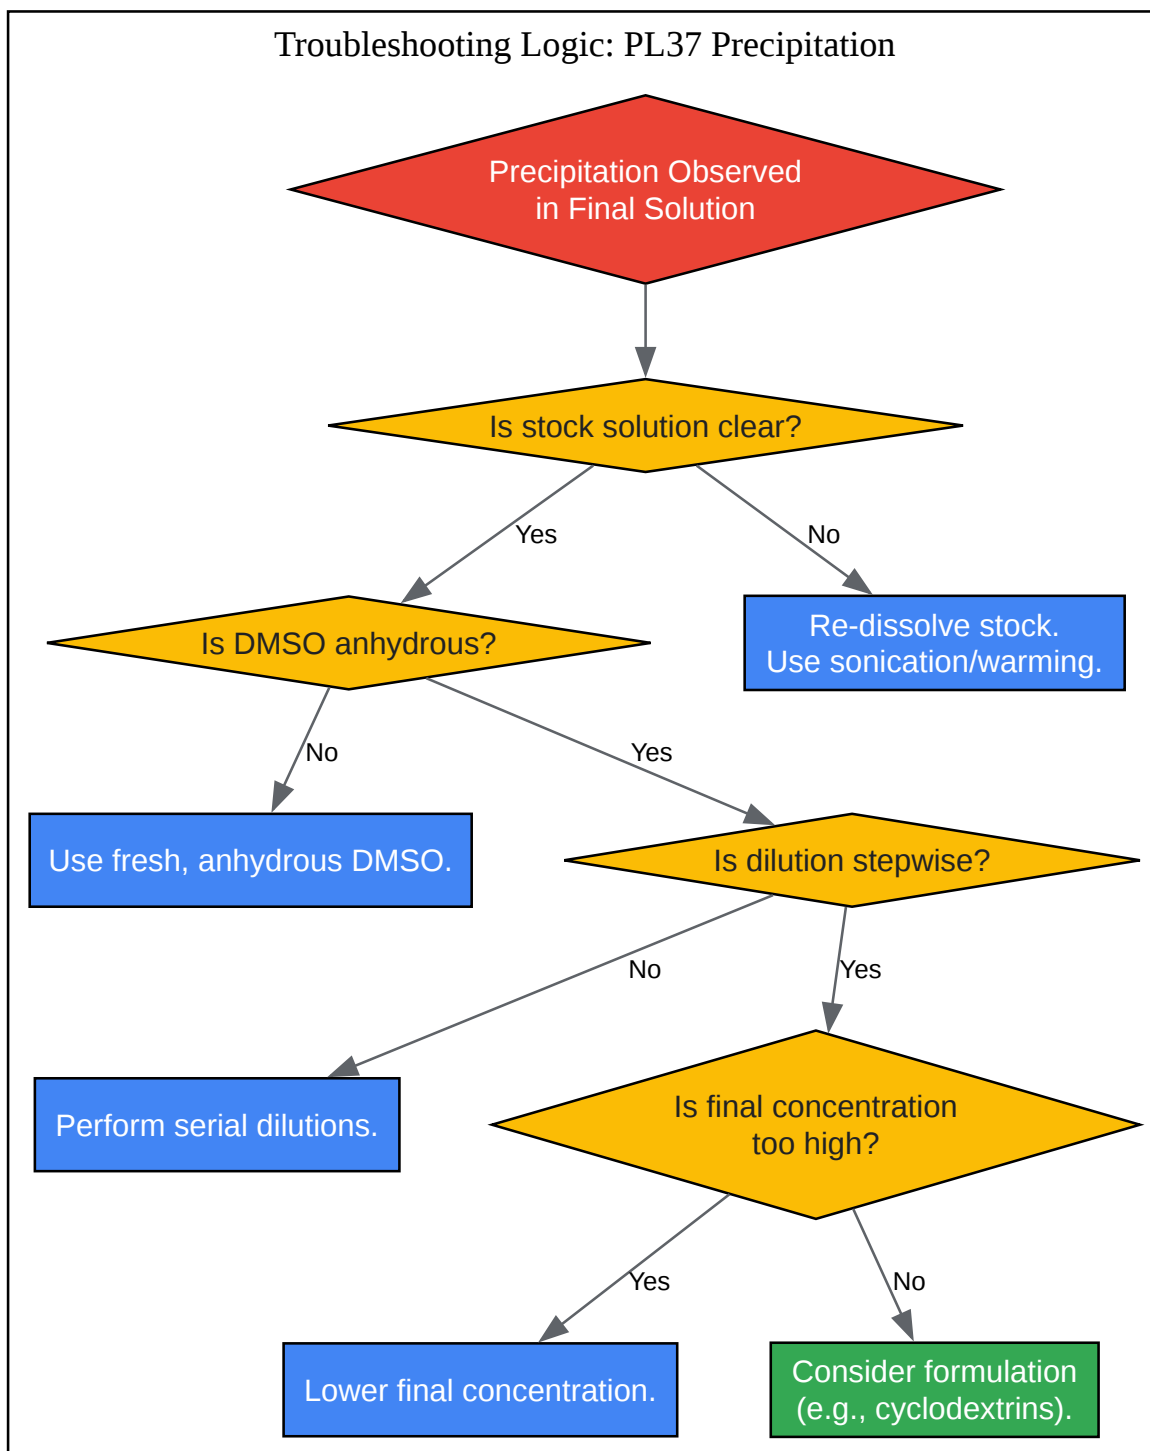 Troubleshooting Logic: PL37 Precipitation
Precipitation Observed
in Final Solution
Is stock solution clear?
Yes
No
Is DMSO anhydrous?
Re-dissolve stock.
Use sonication/warming.
No
Yes
Use fresh, anhydrous DMSO.
Is dilution stepwise?
No
Yes
Perform serial dilutions.
Is final concentration
too high?
Yes
No
Lower final concentration.
Consider formulation
(e.g., cyclodextrins).